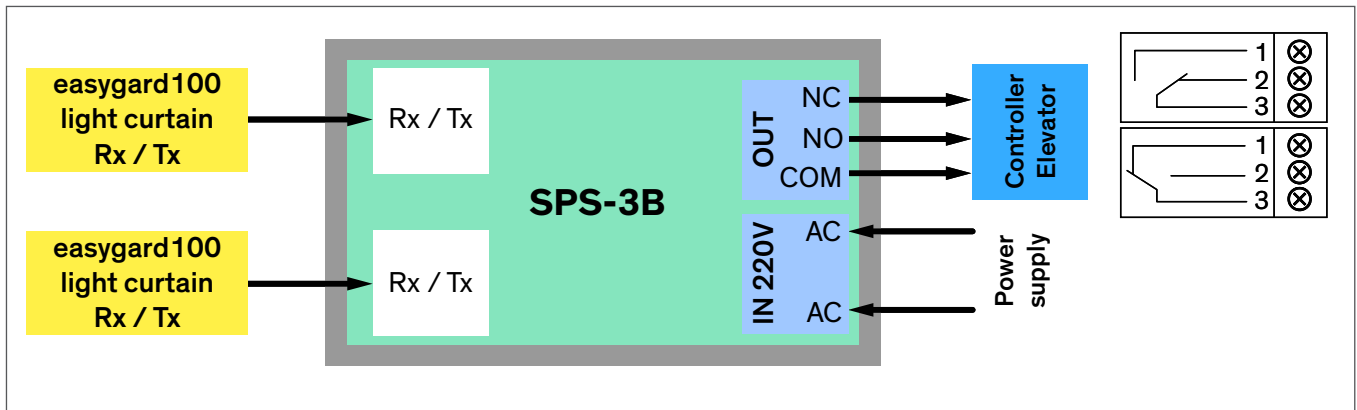 easygard100
light curtain
Rx / Tx
Rx / Tx
easygard100
light curtain
Rx / Tx
Rx / Tx
SPS-3B
OUT
NC
NO
COM
IN 220V
AC
AC
Controller
Elevator
Power
supply
1
2
3
1
2
3